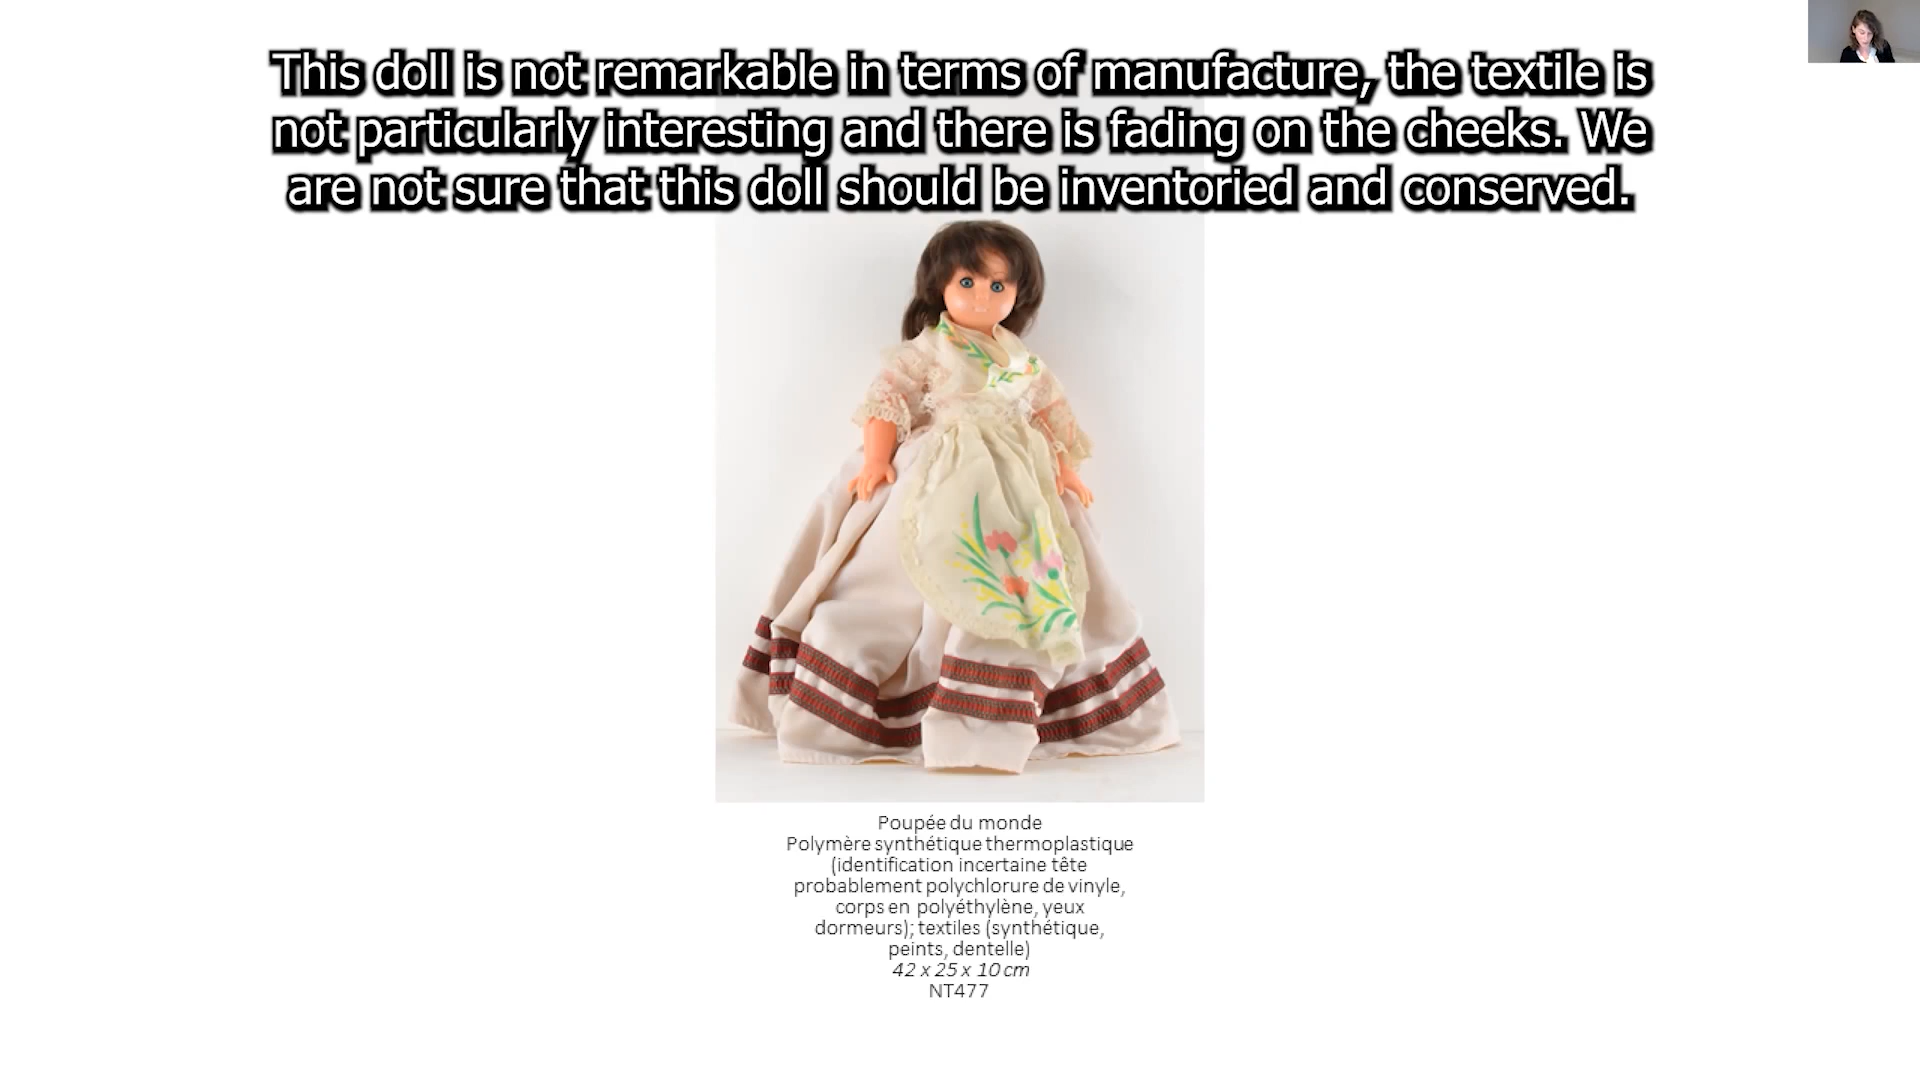 This doll is not remarkable in terms of manufacture, the textile is
not particularly interesting and there is fading on the cheeks. We
are not sure that this doll should be inventoried and conserved.
Poupée du monde
Polymère synthétique thermoplastique
(identification incertaine tête
probablement polychlorure de vinyle,
corps en polyéthylène, yeux
dormeurs); textiles (synthétique,
peints, dentelle)
42 x 25 x 10 cm
NT477